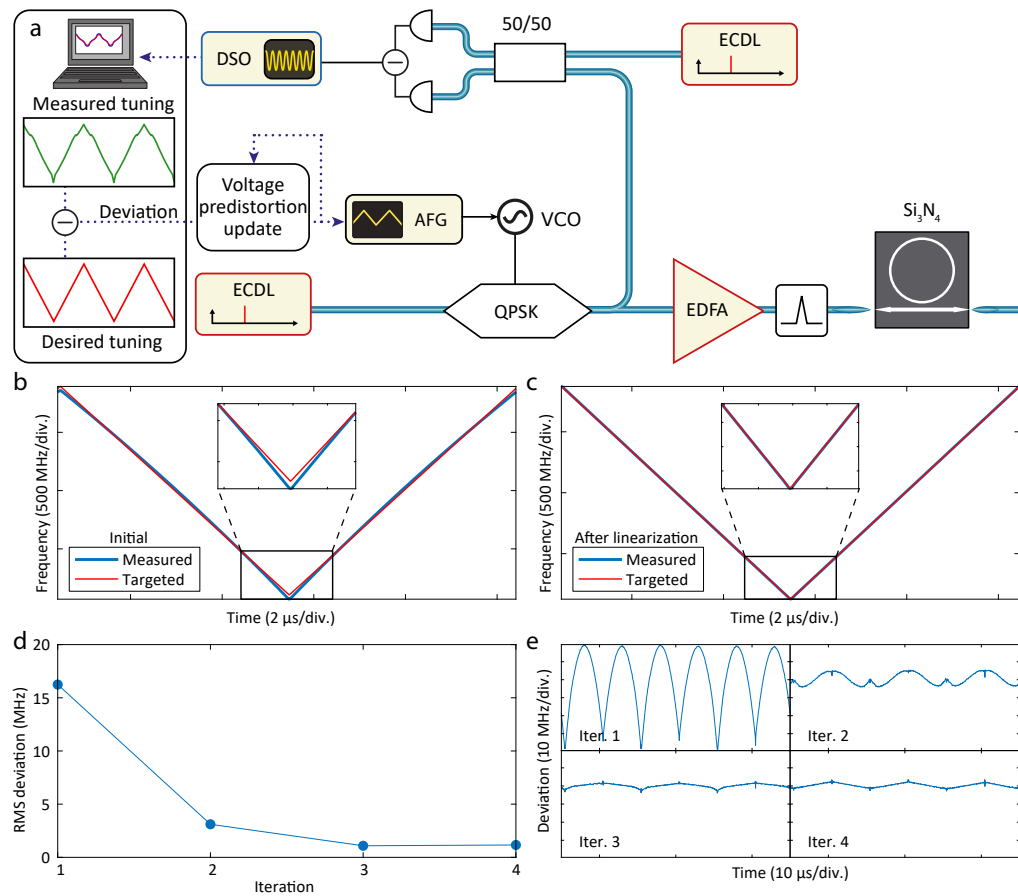 a
50/50
DSO
ECDL
Measured tuning
Deviation
Voltage
predistortion
update
AFG
VCO
Si3N4
ECDL
QPSK
EDFA
Desired tuning
b
Frequency (500 MHz/div.)
Initial
Measured
Targeted
Time (2 µs/div.)
c
Frequency (500 MHz/div.)
After linearization
Measured
Targeted
Time (2 µs/div.)
d
RMS deviation (MHz)
20
15
10
5
0
1
2
3
4
Iteration
e
Deviation (10 MHz/div.)
Iter. 1
Iter. 2
Iter. 3
Iter. 4
Time (10 µs/div.)